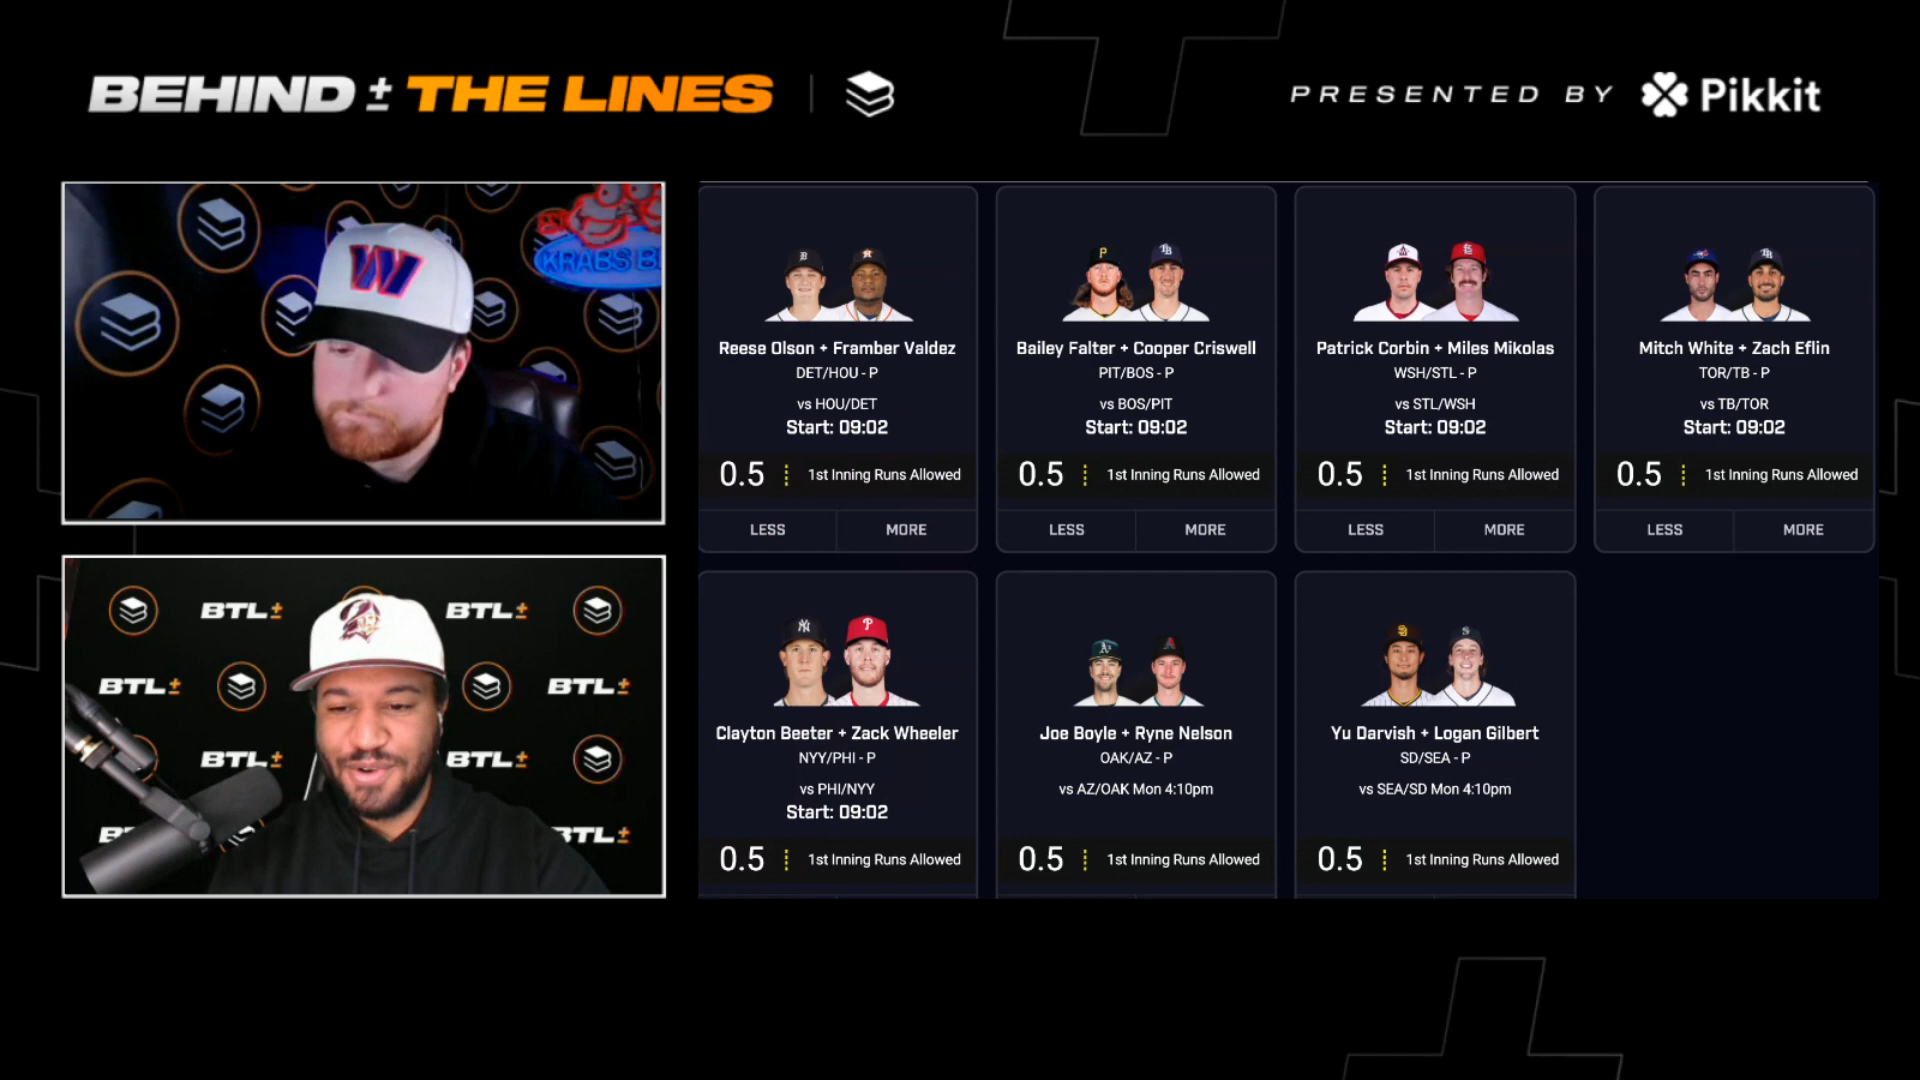 BEHIND ± THE LINES
PRESENTED BY Pikkit
W
KRABS B
BTL± BTL±
BTL± BTL±
BTL± BTL±
BTL±
Reese Olson + Framber Valdez
DET/HOU - P
vs HOU/DET
Start: 09:02
0.5 1st Inning Runs Allowed
LESS MORE
Bailey Falter + Cooper Criswell
PIT/BOS - P
vs BOS/PIT
Start: 09:02
0.5 1st Inning Runs Allowed
LESS MORE
Patrick Corbin + Miles Mikolas
WSH/STL - P
vs STL/WSH
Start: 09:02
0.5 1st Inning Runs Allowed
LESS MORE
Mitch White + Zach Eflin
TOR/TB - P
vs TB/TOR
Start: 09:02
0.5 1st Inning Runs Allowed
LESS MORE
Clayton Beeter + Zack Wheeler
NYY/PHI - P
vs PHI/NYY
Start: 09:02
0.5 1st Inning Runs Allowed
Joe Boyle + Ryne Nelson
OAK/AZ - P
vs AZ/OAK Mon 4:10pm
0.5 1st Inning Runs Allowed
Yu Darvish + Logan Gilbert
SD/SEA - P
vs SEA/SD Mon 4:10pm
0.5 1st Inning Runs Allowed